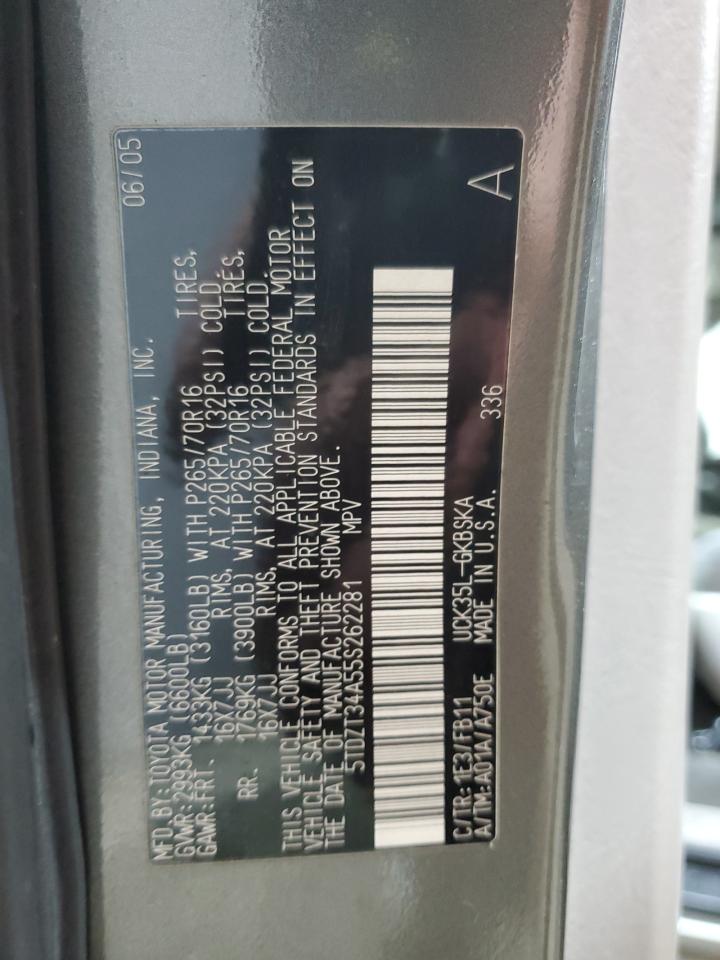 MFD.BY:TOYOTA MOTOR MANUFACTURING, INDIANA, INC. 06/05
GVWR:2993KG(6600LB)
GAWR:FRT. 1433KG (3160LB) WITH P265/70R16 TIRES,
16X7JJ RIMS, AT 220KPA (32PSI) COLD.
RR. 1769KG (3900LB) WITH P265/70R16 TIRES,
16X7JJ RIMS, AT 220KPA (32PSI) COLD.
THIS VEHICLE CONFORMS TO ALL APPLICABLE FEDERAL MOTOR
VEHICLE SAFETY AND THEFT PREVENTION STANDARDS IN EFFECT ON
THE DATE OF MANUFACTURE SHOWN ABOVE.
5TDZT34A55S262281 MPV
C/TR:1E3/FB11 UCK35L-GKBSKA
A/TM:A01A/A750E MADE IN U.S.A. 336 A